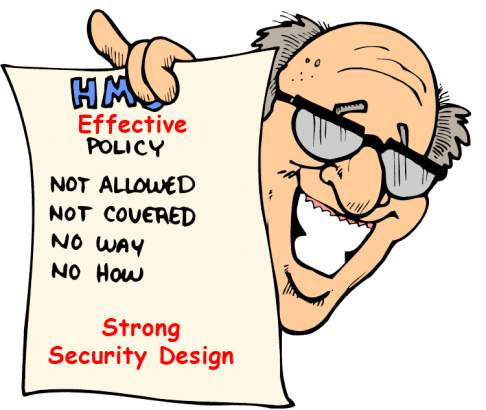 HMO
Effective
POLICY
NOT ALLOWED
NOT COVERED
NO WAY
NO HOW
Strong
Security Design